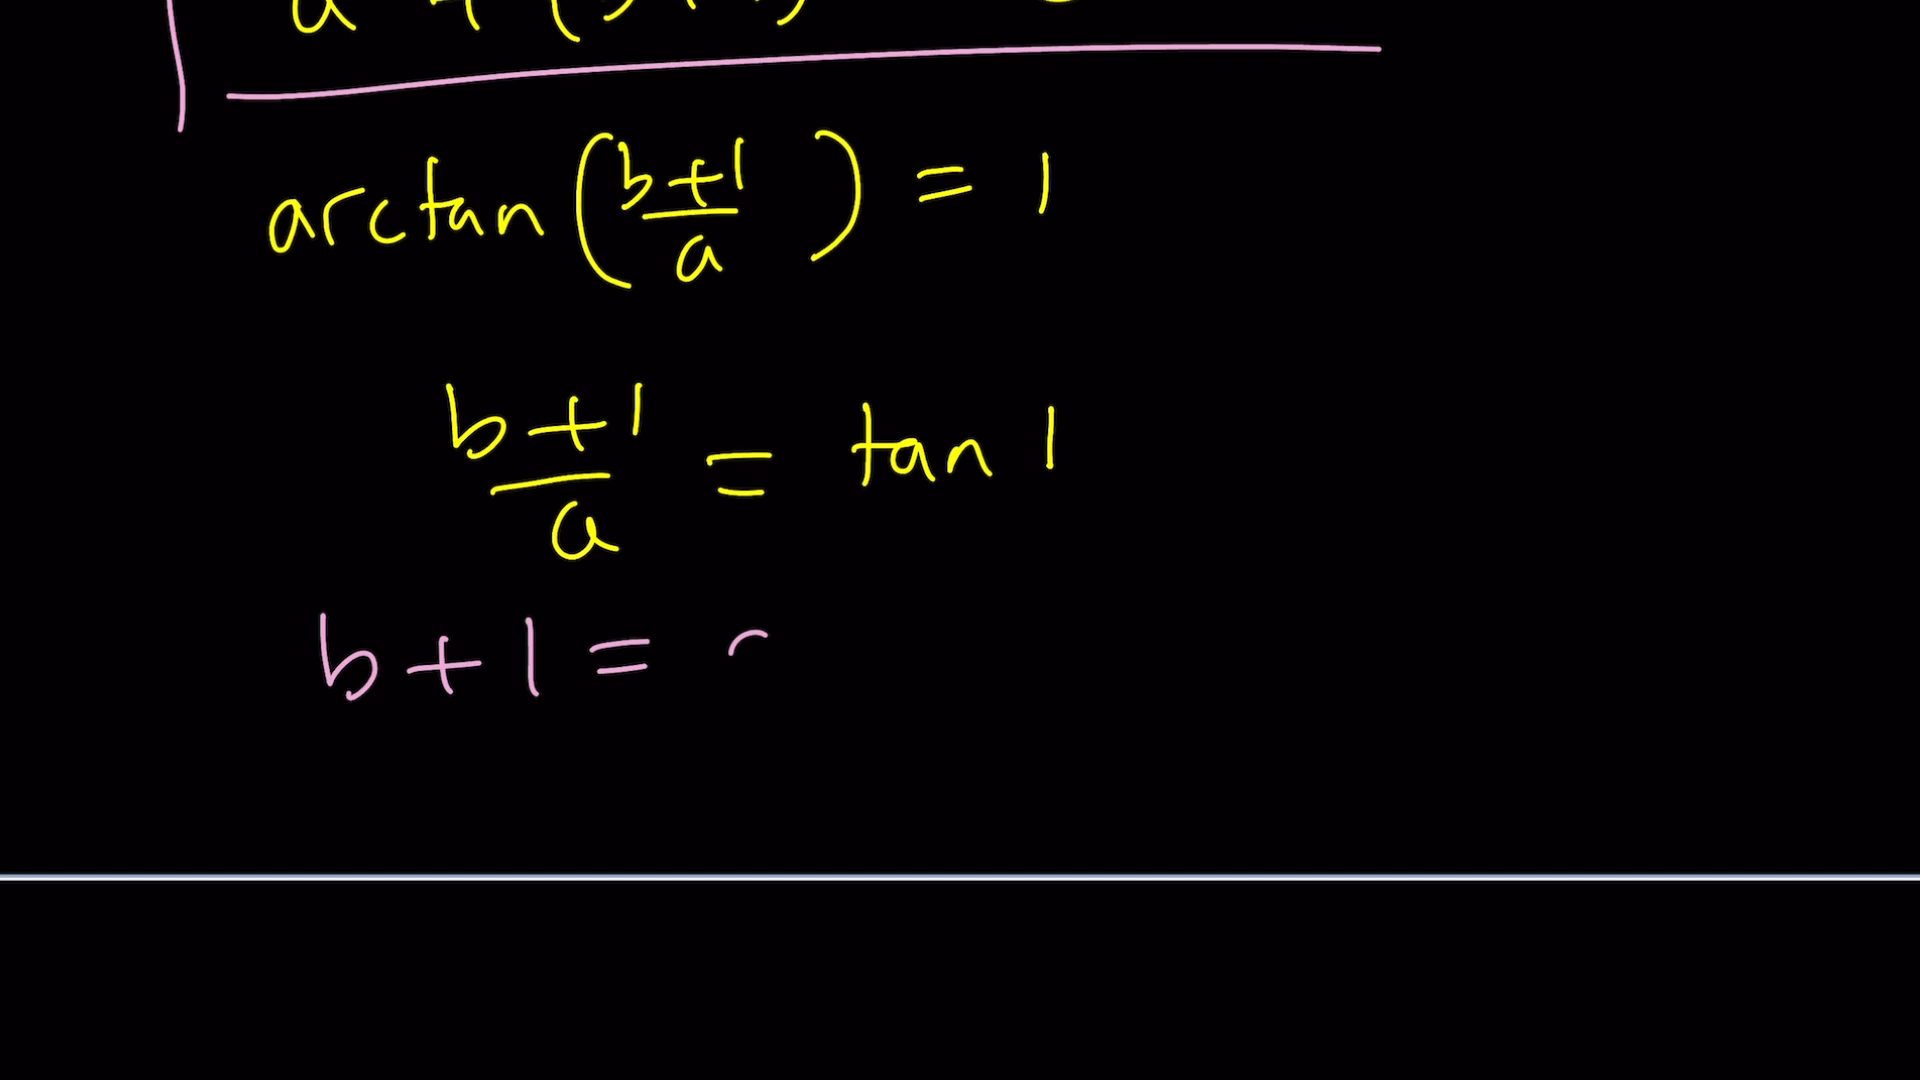 arctan(b+1/a) = 1
b+1/a = tan 1
b+1=